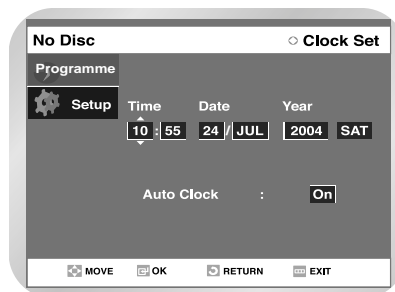 No Disc Clock Set
Programme
Setup Time Date Year
10 : 55 24 / JUL 2004 SAT
Auto Clock : On
MOVE OK RETURN EXIT